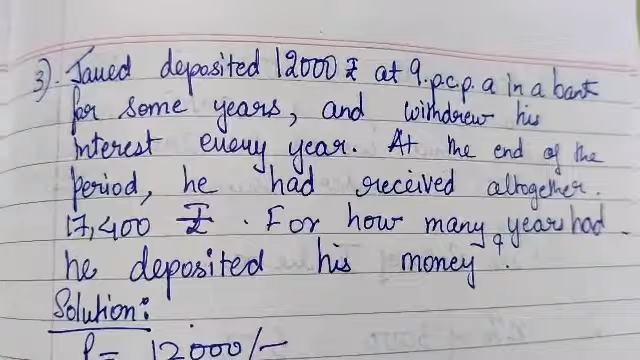 3). Javed deposited 12000 ₹ at 9.p.c.p.a in a bank
for some years, and withdrew his
interest every year. At the end of the
period, he had received altogether.
17,400 ₹. For how many years had
he deposited his money?
Solution:
P = 12000/-